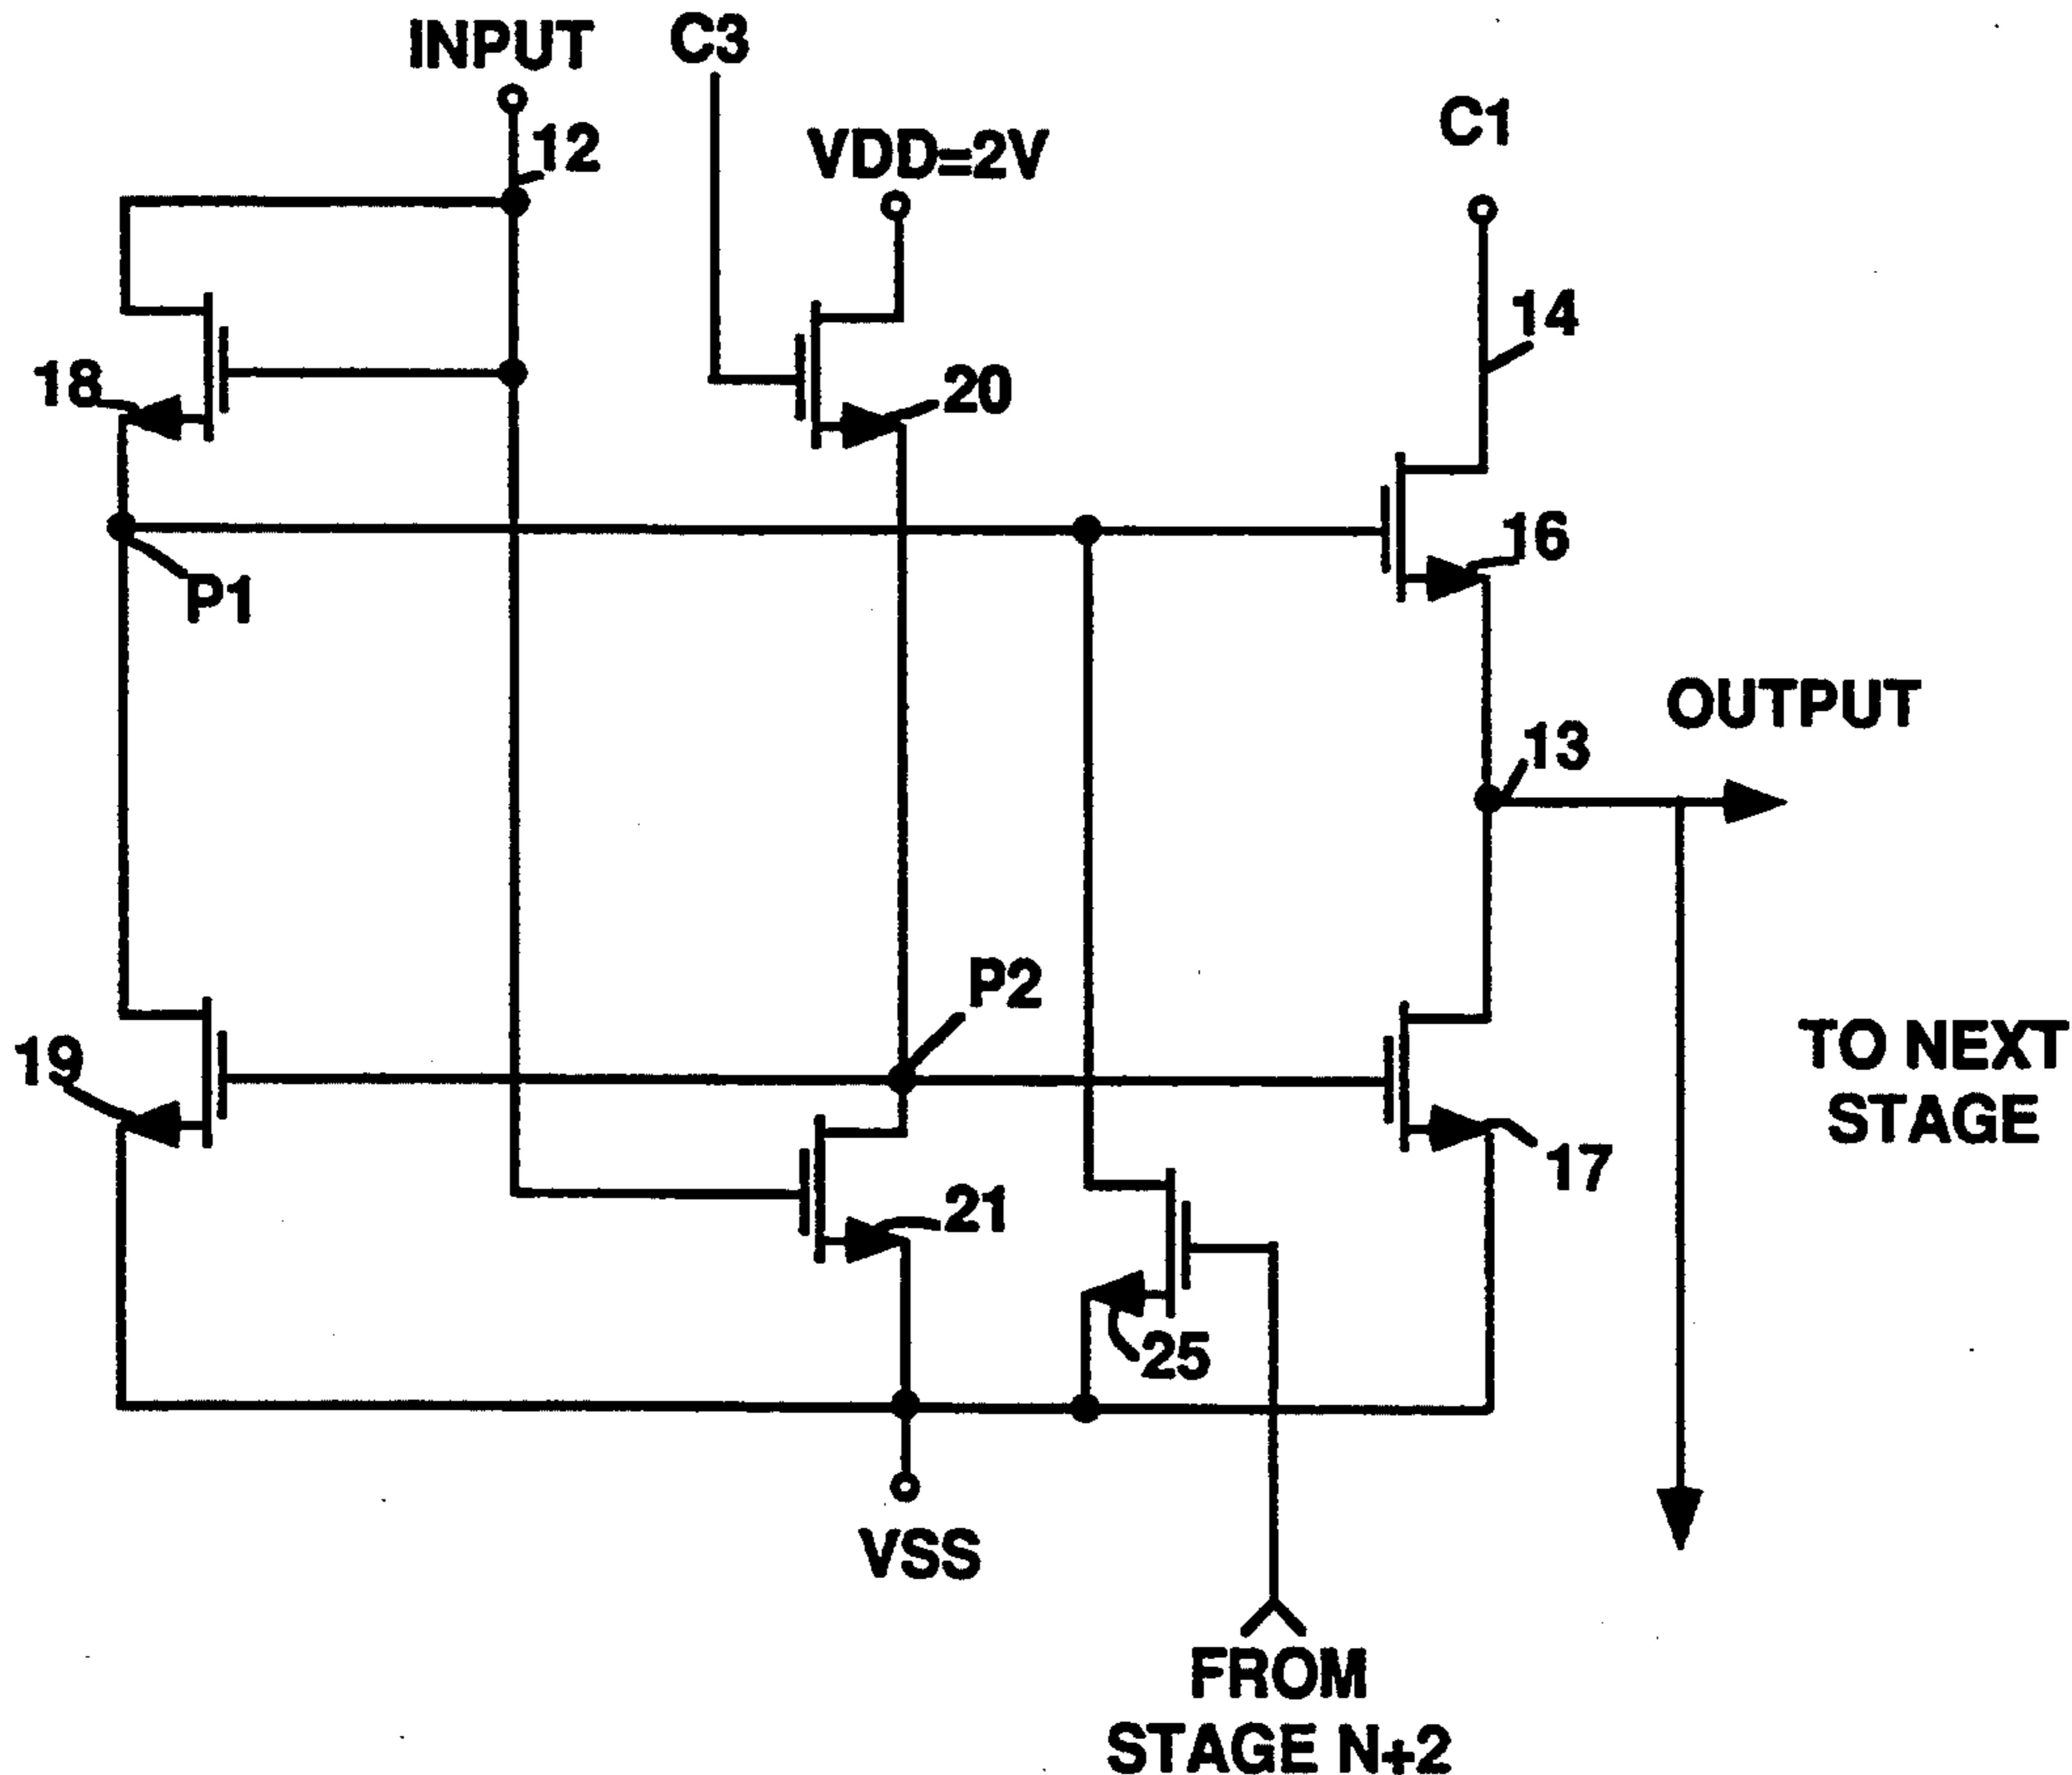 INPUT
C3
C1
12
VDD=2V
14
18
20
16
P1
OUTPUT
13
P2
TO NEXT
STAGE
19
17
21
25
VSS
FROM
STAGE N+2